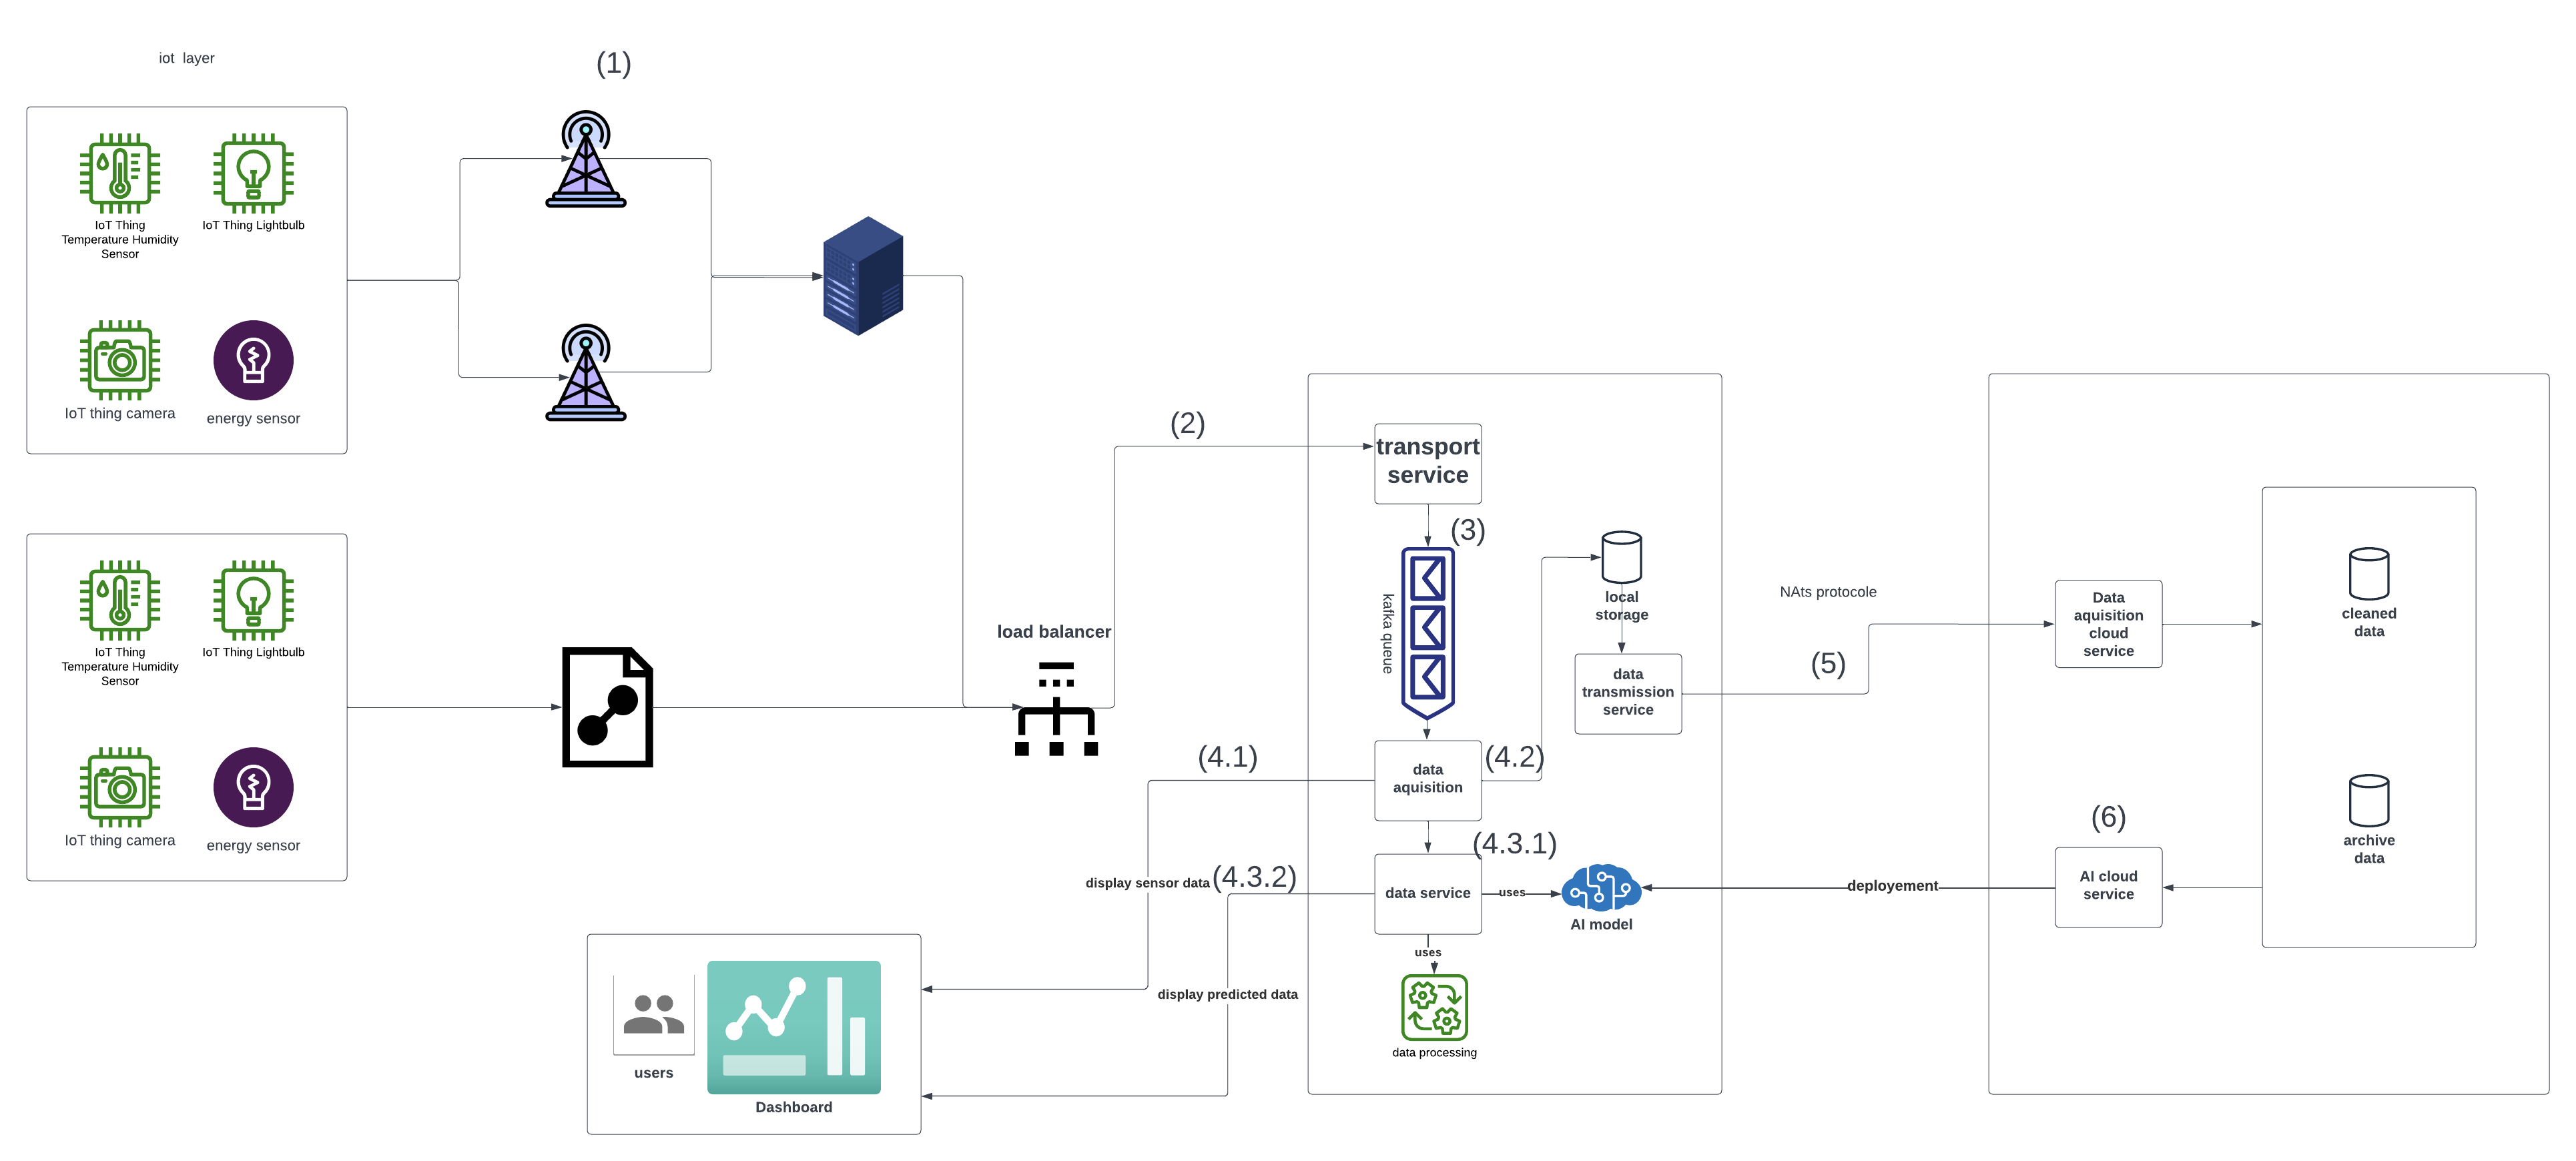 iot  layer
(1)
IoT Thing
Temperature Humidity
Sensor
IoT Thing Lightbulb
IoT thing camera
energy sensor
IoT Thing
Temperature Humidity
Sensor
IoT Thing Lightbulb
IoT thing camera
energy sensor
load balancer
(2)
transport
service
(3)
kafka queue
local
storage
data
transmission
service
data
aquisition
(4.1)
(4.2)
(4.3.1)
(4.3.2)
display sensor data
data service
uses
AI model
uses
data processing
display predicted data
users
Dashboard
NAts protocole
(5)
Data
aquisition
cloud
service
cleaned
data
archive
data
(6)
AI cloud
service
deployement